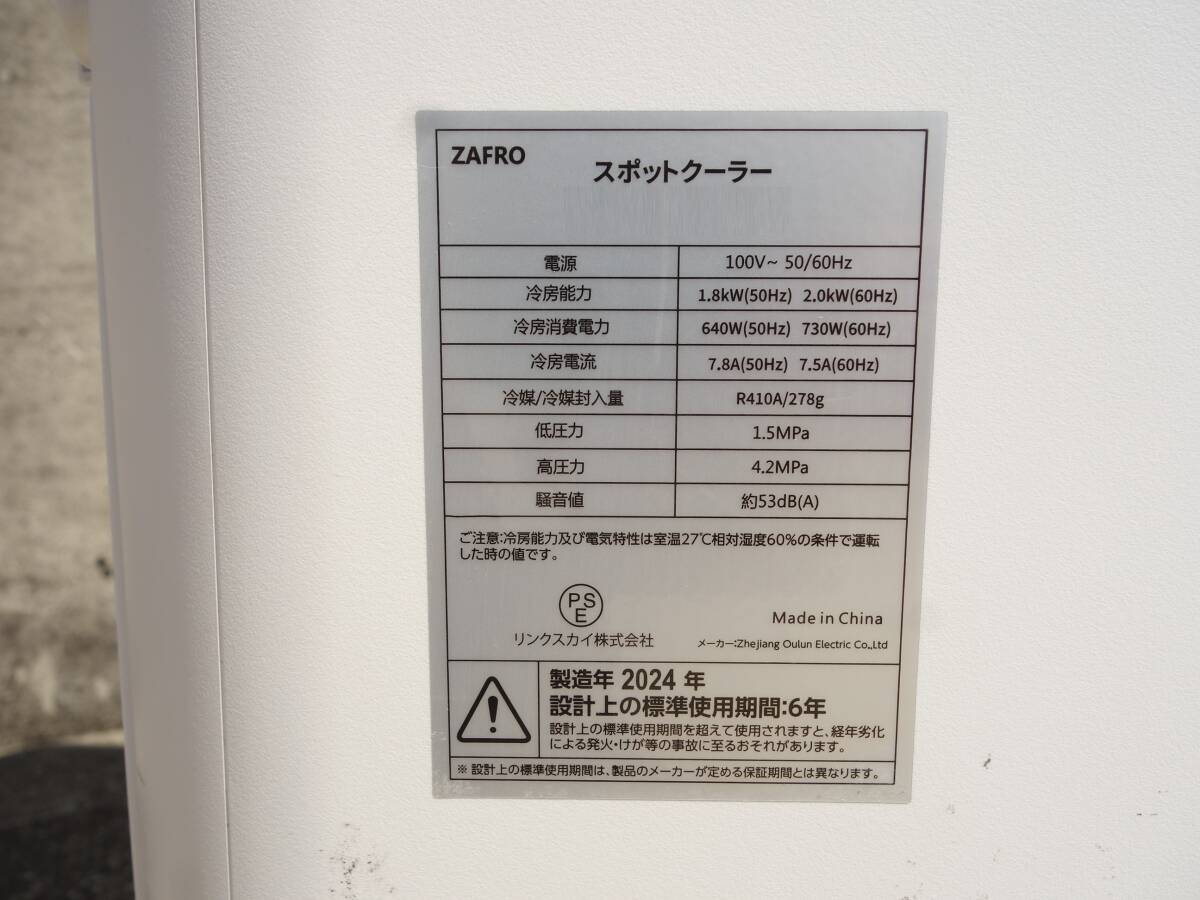 ZAFRO
スポットクーラー
電源 100V~ 50/60Hz
冷房能力 1.8kW(50Hz) 2.0kW(60Hz)
冷房消費電力 640W(50Hz) 730W(60Hz)
冷房電流 7.8A(50Hz) 7.5A(60Hz)
冷媒/冷媒封入量 R410A/278g
低圧力 1.5MPa
高圧力 4.2MPa
騒音値 約53dB(A)
ご注意:冷房能力及び電気特性は室温27℃相対湿度60%の条件で運転
した時の値です。
PS
E
リンクスカイ株式会社
Made in China
メーカー:Zhejiang Oulun Electric Co.,Ltd
製造年 2024 年
設計上の標準使用期間:6年
設計上の標準使用期間を超えて使用されますと、経年劣化
による発火・けが等の事故に至るおそれがあります。
※ 設計上の標準使用期間は、製品のメーカーが定める保証期間とは異なります。